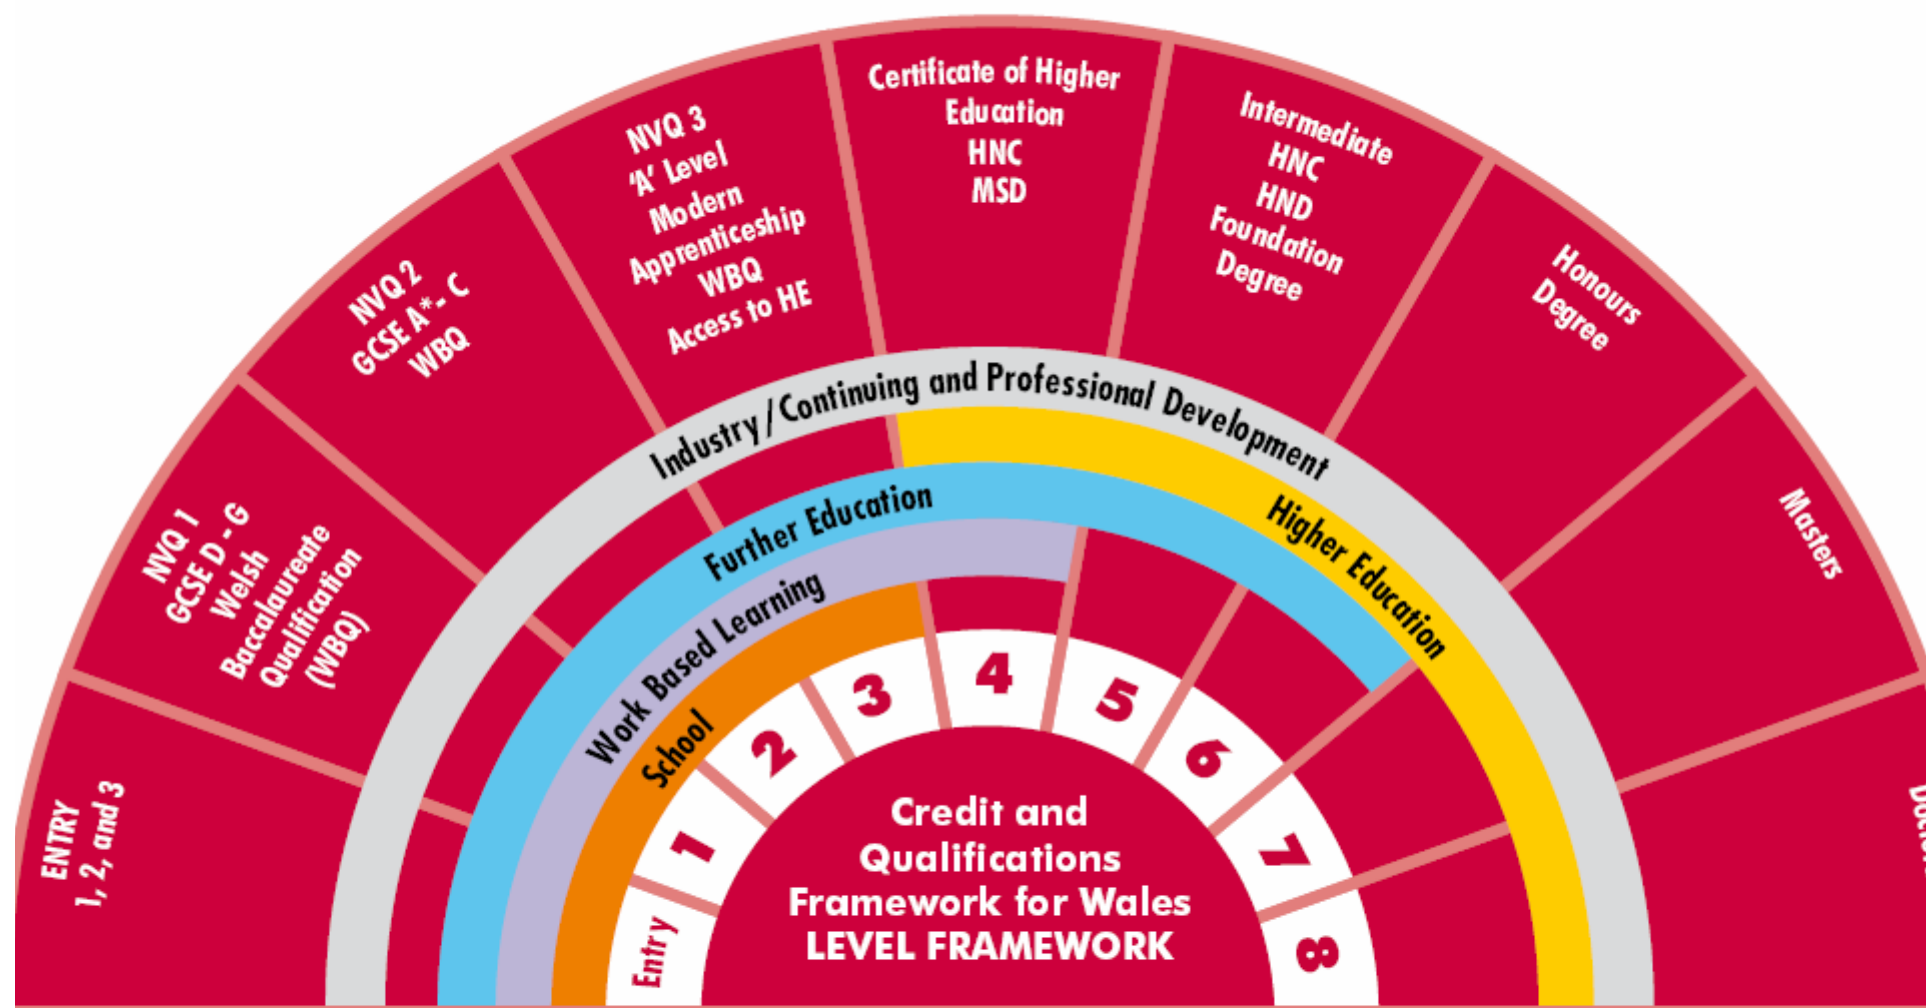 ENTRY
1, 2, and 3
NVQ 1
GCSE D - G
Welsh
Baccalaureate
Qualification
(WBQ)
NVQ 2
GCSE A*- C
WBQ
NVQ 3
‘A’ Level
Modern
Apprenticeship
WBQ
Access to HE
Certificate of Higher
Education
HNC
MSD
Intermediate
HNC
HND
Foundation
Degree
Honours
Degree
Masters
Industry/Continuing and Professional Development
Higher Education
Further Education
Work Based Learning
School
Entry
1
2
3
4
5
6
7
8
Credit and
Qualifications
Framework for Wales
LEVEL FRAMEWORK